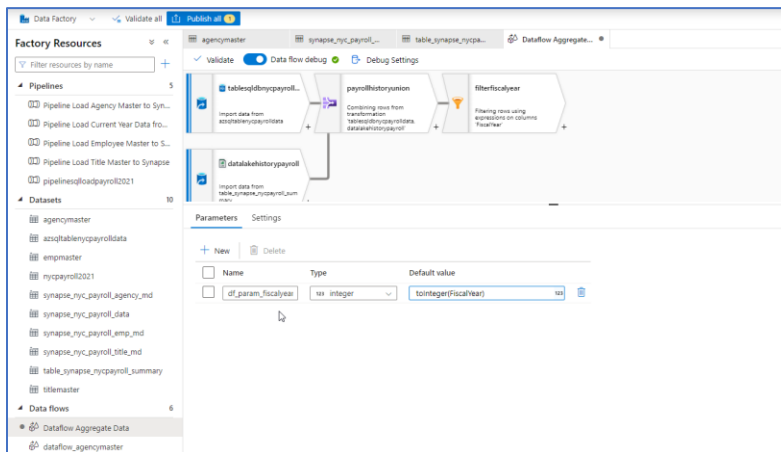 Data Factory
Validate all
Publish all 1
Factory Resources
Filter resources by name
Pipelines 5
Pipeline Load Agency Master to Syn...
Pipeline Load Current Year Data fro...
Pipeline Load Employee Master to S...
Pipeline Load Title Master to Synapse
pipelinesqlloadpayroll2021
Datasets 10
agencymaster
azsqltablenycpayrolldata
empmaster
nycpayroll2021
synapse_nyc_payroll_agency_md
synapse_nyc_payroll_data
synapse_nyc_payroll_emp_md
synapse_nyc_payroll_title_md
table_synapse_nycpayroll_summary
titlemaster
Data flows 6
Dataflow Aggregate Data
dataflow_agencymaster
agencymaster
synapse_nyc_payroll_...
table_synapse_nycpa...
Dataflow Aggregate...
Validate
Data flow debug
Debug Settings
tablesqldbnycpayroll...
Import data from
azsqltablenycpayrolldata
+
payrollhistoryunion
Combining rows from
transformation
'tablesqldbnycpayrolldata,
datalakehistorypayroll'
+
filterfiscalyear
Filtering rows using
expressions on columns
'FiscalYear'
+
datalakehistorypayroll
Import data from
table_synapse_nycpayroll_sum
mary
Parameters Settings
+ New Delete
Name Type Default value
df_param_fiscalyear 123 integer toInteger(FiscalYear) 123